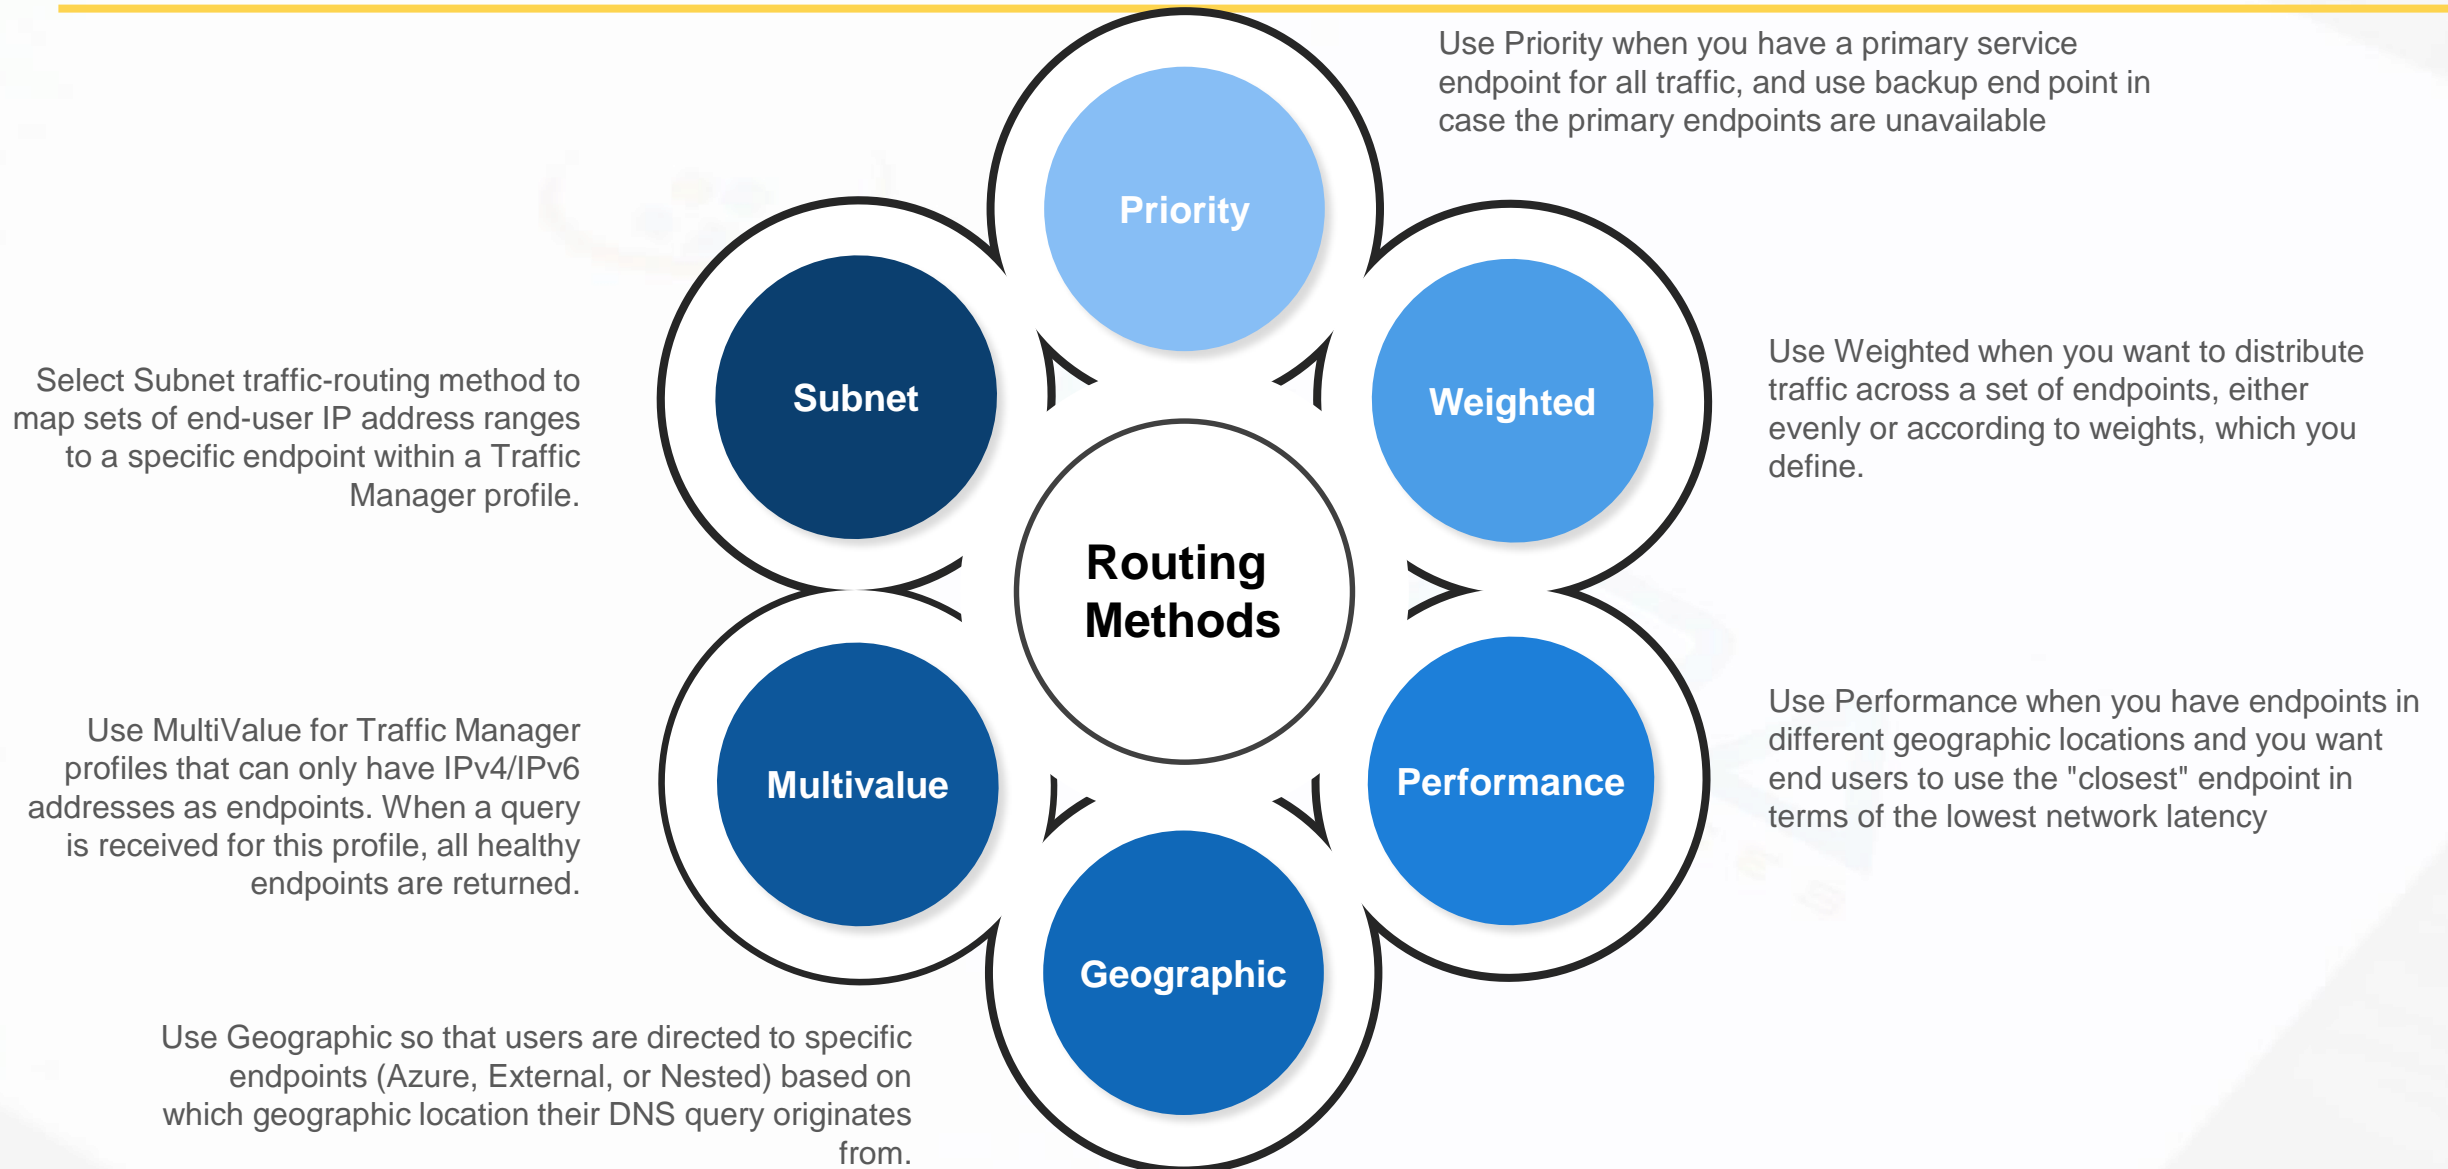 Use Priority when you have a primary service
endpoint for all traffic, and use backup end point in
case the primary endpoints are unavailable
Priority
Subnet
Weighted
Select Subnet traffic-routing method to
map sets of end-user IP address ranges
to a specific endpoint within a Traffic
Manager profile.
Use Weighted when you want to distribute
traffic across a set of endpoints, either
evenly or according to weights, which you
define.
Routing
Methods
Use MultiValue for Traffic Manager
profiles that can only have IPv4/IPv6
addresses as endpoints. When a query
is received for this profile, all healthy
endpoints are returned.
Multivalue
Performance
Use Performance when you have endpoints in
different geographic locations and you want
end users to use the "closest" endpoint in
terms of the lowest network latency
Geographic
Use Geographic so that users are directed to specific
endpoints (Azure, External, or Nested) based on
which geographic location their DNS query originates
from.